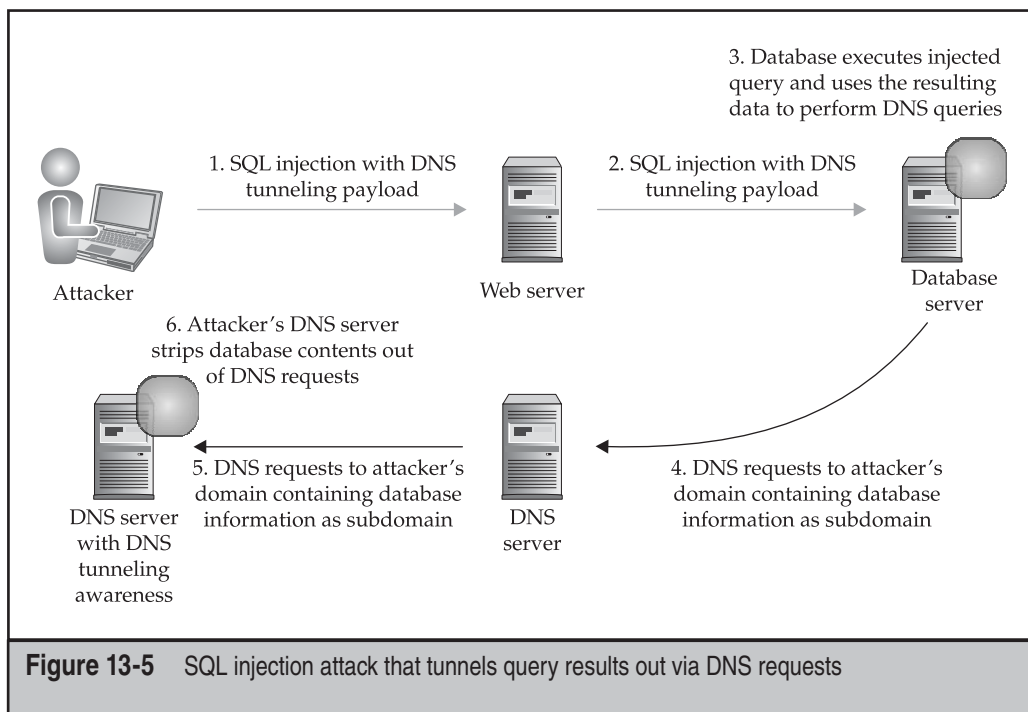 3. Database executes injected
query and uses the resulting
data to perform DNS queries
1. SQL injection with DNS
tunneling payload
2. SQL injection with DNS
tunneling payload
Attacker
Web server
Database
server
6. Attacker’s DNS server
strips database contents out
of DNS requests
5. DNS requests to attacker’s
domain containing database
information as subdomain
4. DNS requests to attacker’s
domain containing database
information as subdomain
DNS server
with DNS
tunneling
awareness
DNS
server
Figure 13-5 SQL injection attack that tunnels query results out via DNS requests